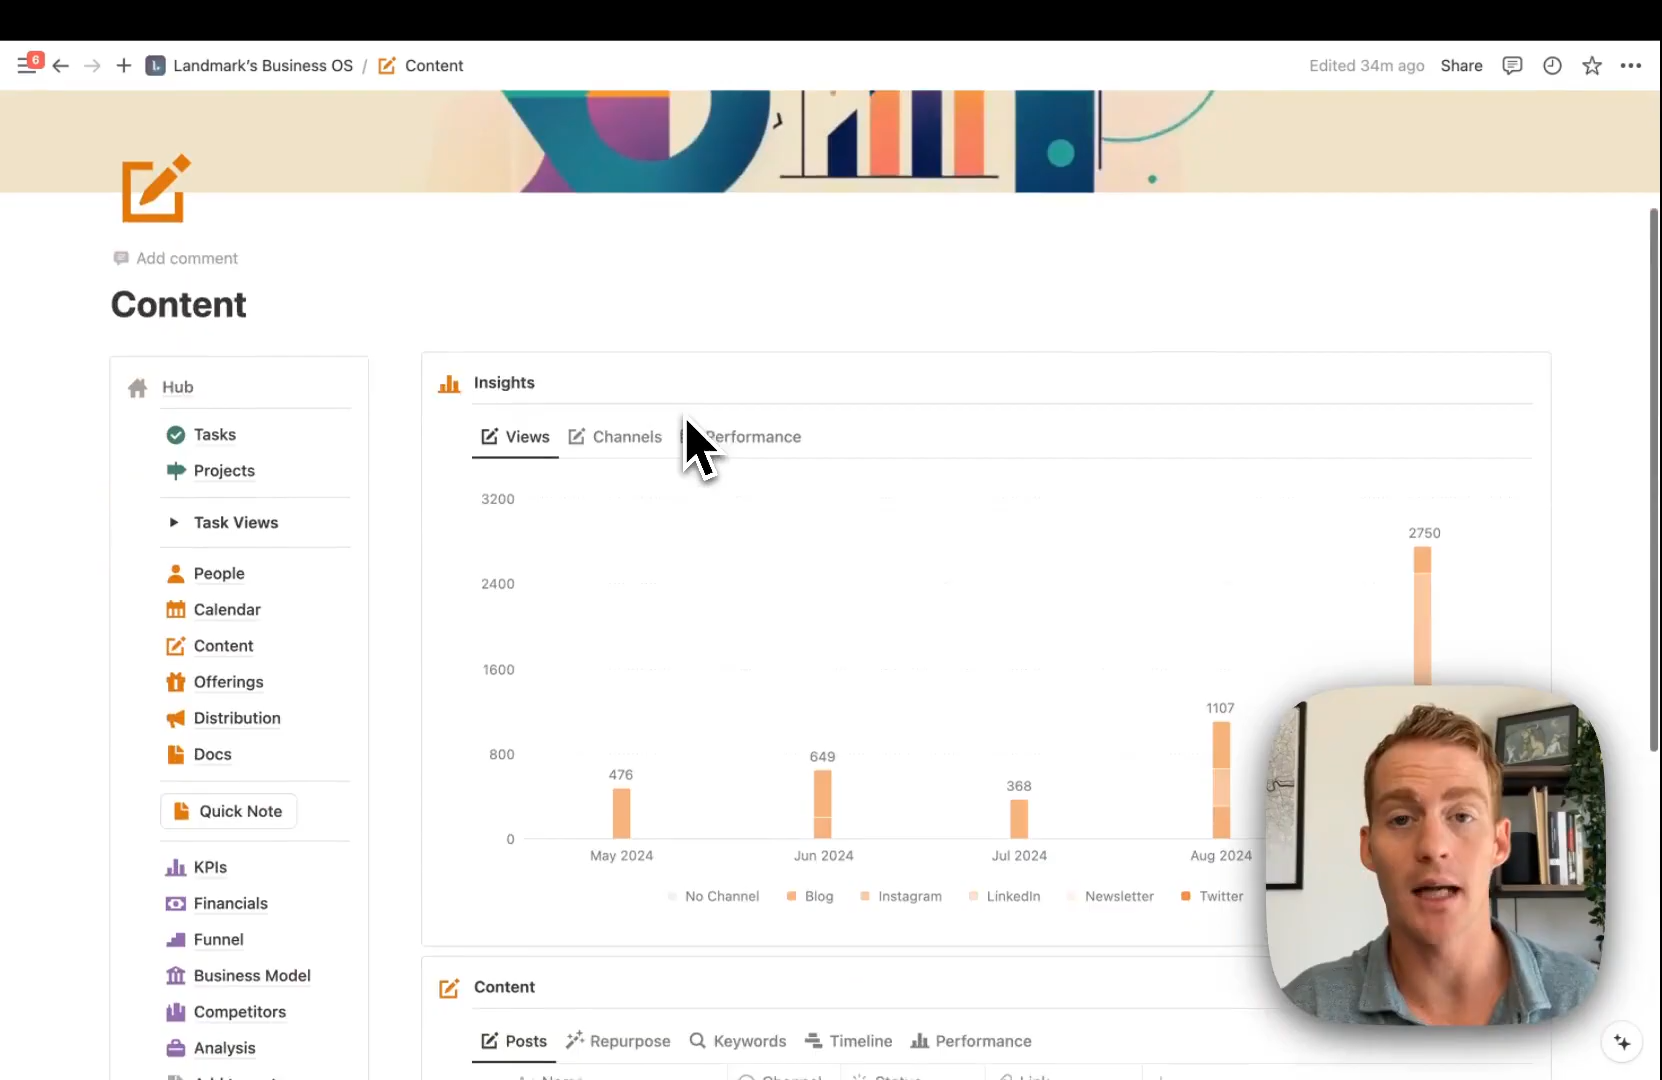 6
Landmark's Business OS / Content
Edited 34m ago
Share
Add comment
Content
Hub
Tasks
Projects
Task Views
People
Calendar
Content
Offerings
Distribution
Docs
Quick Note
KPIs
Financials
Funnel
Business Model
Competitors
Analysis
Insights
Views
Channels
Performance
3200
2400
1600
800
0
476
649
368
1107
2750
May 2024
Jun 2024
Jul 2024
Aug 2024
No Channel
Blog
Instagram
LinkedIn
Newsletter
Twitter
Content
Posts
Repurpose
Keywords
Timeline
Performance